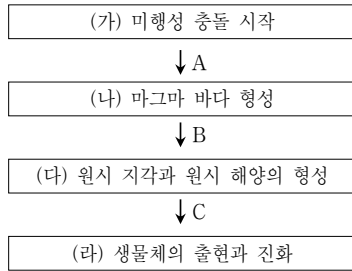 (가) 미행성 충돌 시작
A
(나) 마그마 바다 형성
B
(다) 원시 지각과 원시 해양의 형성
C
(라) 생물체의 출현과 진화